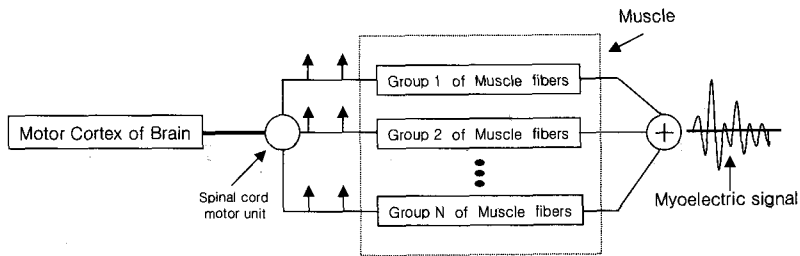 Muscle
Group 1 of Muscle fibers
Motor Cortex of Brain
Group 2 of Muscle fibers
+
Spinal cord
motor unit
Group N of Muscle fibers
Myoelectric signal